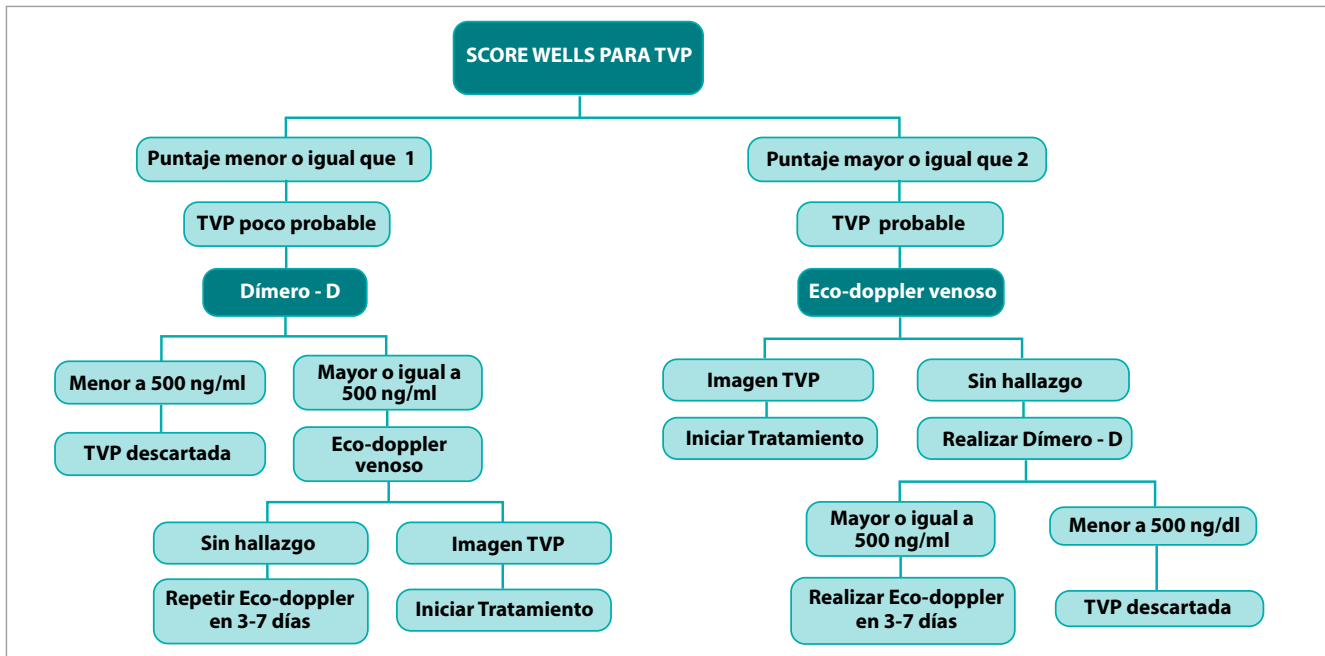 SCORE WELLS PARA TVP
Puntaje menor o igual que 1
Puntaje mayor o igual que 2
TVP poco probable
TVP probable
Dímero - D
Eco-doppler venoso
Menor a 500 ng/ml
Mayor o igual a
500 ng/ml
Imagen TVP
Sin hallazgo
TVP descartada
Eco-doppler
venoso
Iniciar Tratamiento
Realizar Dímero - D
Sin hallazgo
Imagen TVP
Mayor o igual a
500 ng/ml
Menor a 500 ng/dl
Repetir Eco-doppler
en 3-7 días
Iniciar Tratamiento
Realizar Eco-doppler
en 3-7 días
TVP descartada